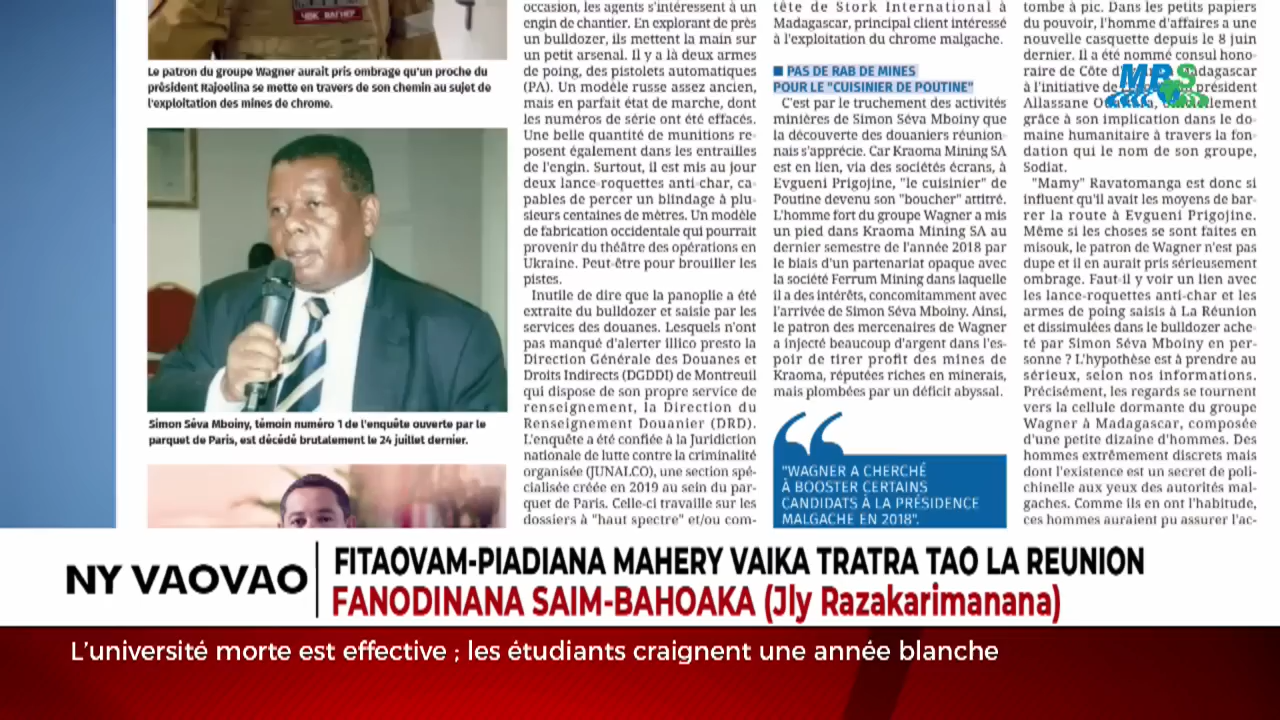 ЧВК ВАГНЕР
Le patron du groupe Wagner aurait pris ombrage qu'un proche du
président Rajoelina se mette en travers de son chemin au sujet de
l'exploitation des mines de chrome.
Simon Séva Mboiny, témoin numéro 1 de l'enquête ouverte par le
parquet de Paris, est décédé brutalement le 24 juillet dernier.
occasion, les agents s'intéressent à un
engin de chantier. En explorant de près
un bulldozer, ils mettent la main sur
un petit arsenal. Il y a là deux armes
de poing, des pistolets automatiques
(PA). Un modèle russe assez ancien,
mais en parfait état de marche, dont
les numéros de série ont été effacés.
Une belle quantité de munitions re-
posent également dans les entrailles
de l'engin. Surtout, il est mis au jour
deux lance-roquettes anti-char, ca-
pables de percer un blindage à plu-
sieurs centaines de mètres. Un modèle
de fabrication occidentale qui pourrait
provenir du théâtre des opérations en
Ukraine. Peut-être pour brouiller les
pistes.
Inutile de dire que la panoplie a été
extraite du bulldozer et saisie par les
services des douanes. Lesquels n'ont
pas manqué d'alerter illico presto la
Direction Générale des Douanes et
Droits Indirects (DGDDI) de Montreuil
qui dispose de son propre service de
renseignement, la Direction du
Renseignement Douanier (DRD).
L'enquête a été confiée à la Juridiction
nationale de lutte contre la criminalité
organisée (JUNALCO), une section spé-
cialisée créée en 2019 au sein du par-
quet de Paris. Celle-ci travaille sur les
dossiers à "haut spectre" et/ou com-
tête de Stork International à
Madagascar, principal client intéressé
à l'exploitation du chrome malgache.
■ PAS DE RAB DE MINES
POUR LE "CUISINIER DE POUTINE"
C'est par le truchement des activités
minières de Simon Séva Mboiny que
la découverte des douaniers réunion-
nais s'apprécie. Car Kraoma Mining SA
est en lien, via des sociétés écrans, à
Evgueni Prigojine, "le cuisinier" de
Poutine devenu son "boucher" attitré.
L'homme fort du groupe Wagner a mis
un pied dans Kraoma Mining SA au
dernier semestre de l'année 2018 par
le biais d'un partenariat opaque avec
la société Ferrum Mining dans laquelle
il a des intérêts, concomitamment avec
l'arrivée de Simon Séva Mboiny. Ainsi,
le patron des mercenaires de Wagner
a injecté beaucoup d'argent dans l'es-
poir de tirer profit des mines de
Kraoma, réputées riches en minerais,
mais plombées par un déficit abyssal.
"WAGNER A CHERCHÉ
À BOOSTER CERTAINS
CANDIDATS À LA PRÉSIDENCE
MALGACHE EN 2018".
tombe à pic. Dans les petits papiers
du pouvoir, l'homme d'affaires a une
nouvelle casquette depuis le 8 juin
dernier. Il a été nommé consul hono-
raire de Côte d' Madagascar
à l'initiative de président
Allassane
grâce à son implication dans le do-
maine humanitaire à travers la fon-
dation qui le nom de son groupe,
Sodiat.
"Mamy" Ravatomanga est donc si
influent qu'il avait les moyens de bar-
rer la route à Evgueni Prigojine.
Même si les choses se sont faites en
misouk, le patron de Wagner n'est pas
dupe et il en aurait pris sérieusement
ombrage. Faut-il y voir un lien avec
les lance-roquettes anti-char et les
armes de poing saisis à La Réunion
et dissimulées dans le bulldozer ache-
té par Simon Séva Mboiny en per-
sonne ? L'hypothèse est à prendre au
sérieux, selon nos informations.
Précisément, les regards se tournent
vers la cellule dormante du groupe
Wagner à Madagascar, composée
d'une petite dizaine d'hommes. Des
hommes extrêmement discrets mais
dont l'existence est un secret de poli-
chinelle aux yeux des autorités mal-
gaches. Comme ils en ont l'habitude,
ces hommes auraient pu assurer l'ac-
MBS
NY VAOVAO
FITAOVAM-PIADIANA MAHERY VAIKA TRATRA TAO LA REUNION
FANODINANA SAIM-BAHOAKA (Jly Razakarimanana)
L'université morte est effective ; les étudiants craignent une année blanche